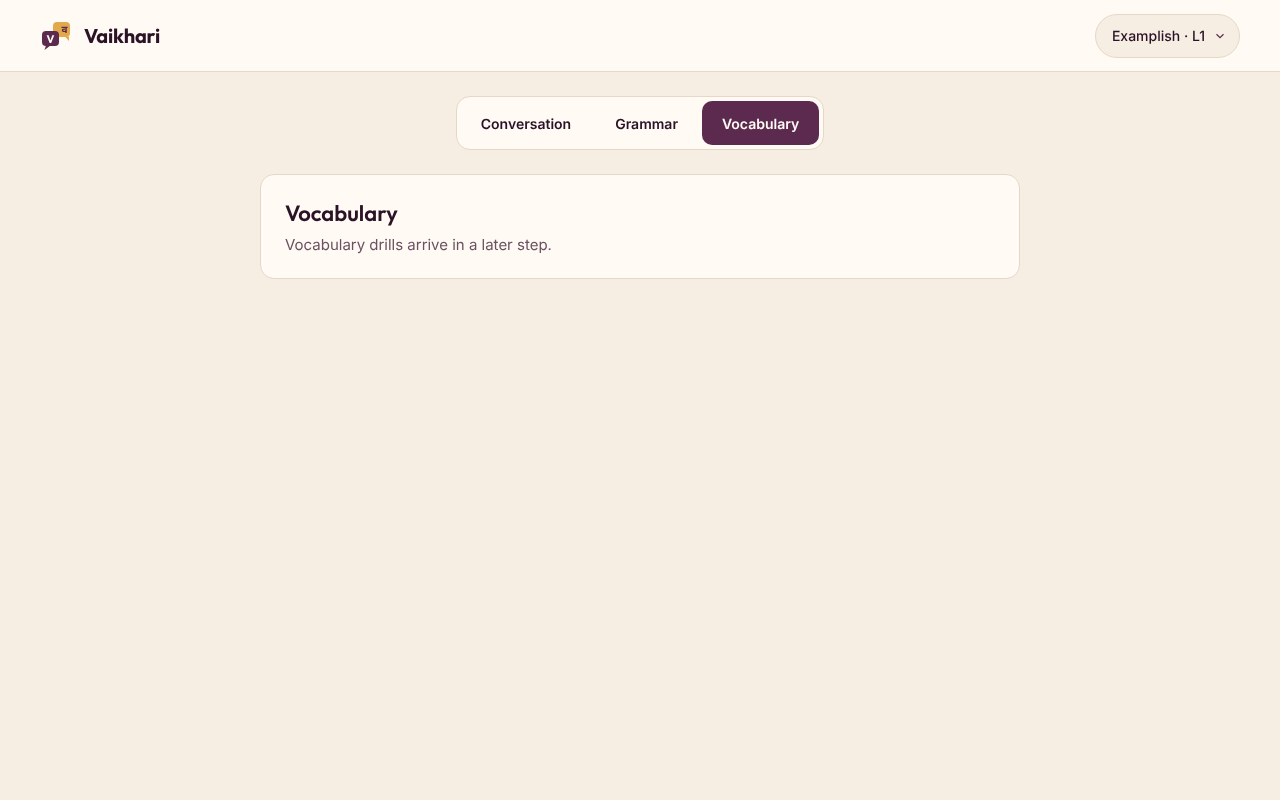 V व Vaikhari
Examplish · L1
Conversation Grammar Vocabulary
Vocabulary
Vocabulary drills arrive in a later step.